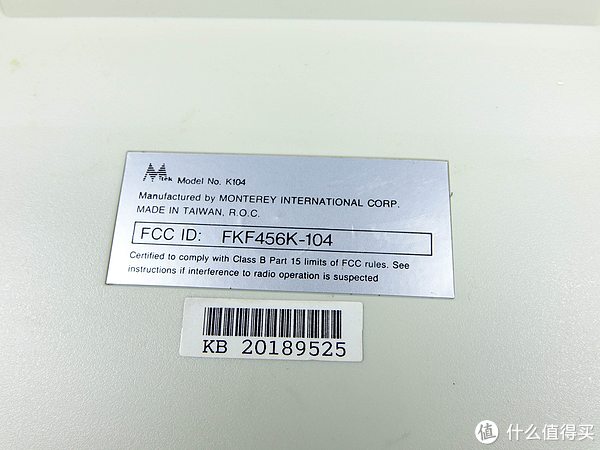 Mtek Model No. K104
Manufactured by MONTEREY INTERNATIONAL CORP.
MADE IN TAIWAN, R.O.C.
FCC ID: FKF456K-104
Certified to comply with Class B Part 15 limits of FCC rules. See
instructions if interference to radio operation is suspected
KB 20189525
值 什么值得买